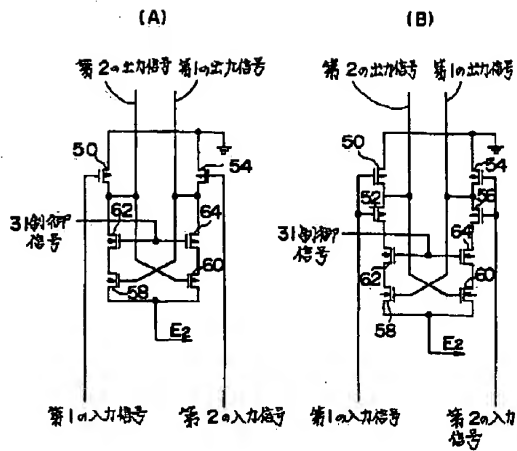 (A)
(B)
第2の出力信号
第1の出力信号
第2の出力信号
第1の出力信号
50
54
50
54
52
56
62
64
31制御
信号
31制御
信号
62
64
58
60
58
60
E2
E2
第1の入力信号
第2の入力信号
第1の入力信号
第2の入力
信号